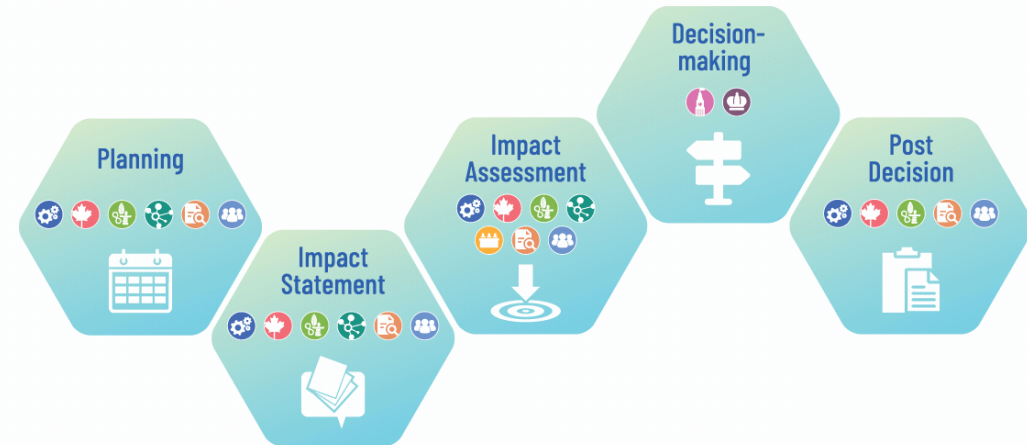 Planning
Impact
Statement
Impact
Assessment
Decision-
making
Post
Decision